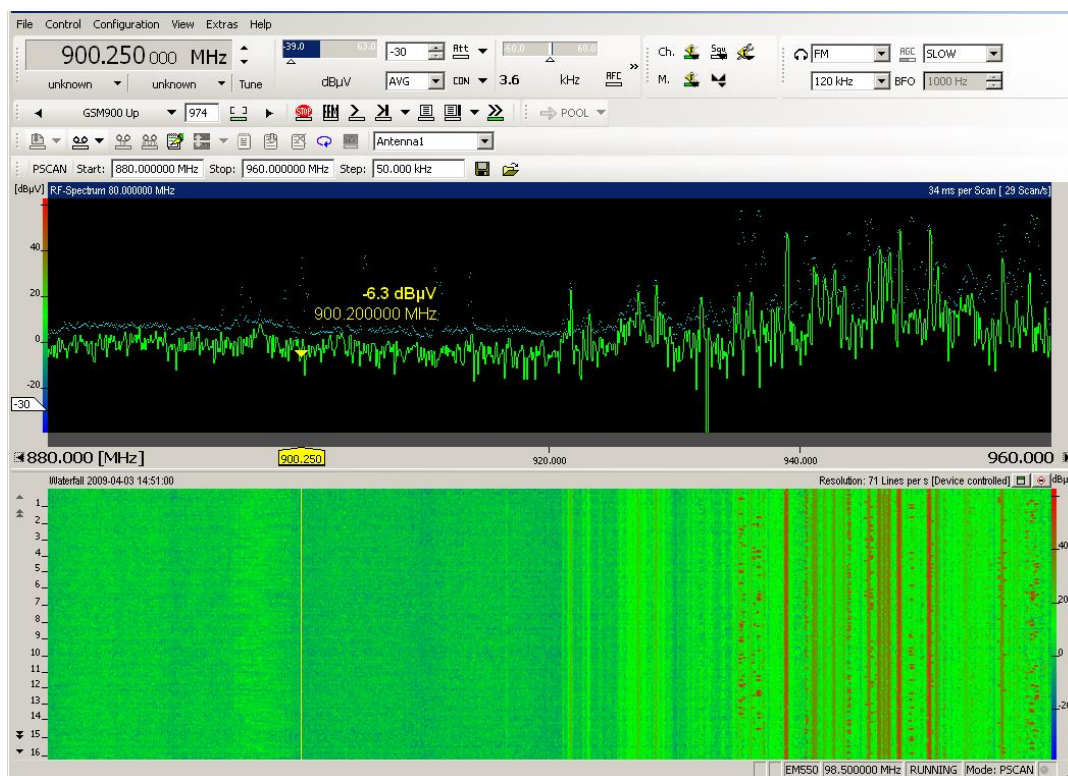 File Control Configuration View Extras Help
900.250 000 MHz
unknown unknown Tune
-39.0 63.0
dBµV
-30 Att
AVG CON
-60.0 60.0
3.6 kHz AFC
»
Ch. Squ
M.
FM AGC SLOW
120 kHz BFO 1000 Hz
GSM900 Up 974 STOP POOL
Antenna1
PSCAN Start: 880.000000 MHz Stop: 960.000000 MHz Step: 50.000 kHz
[dBµV] RF-Spectrum 80.000000 MHz 34 ms per Scan [ 29 Scan/s]
40
20
0
-20
-30
-6.3 dBµV
900.200000 MHz
880.000 [MHz] 900.250 920.000 940.000 960.000
Waterfall 2009-04-03 14:51:00 Resolution: 71 Lines per s [Device controlled] dBµ
1
2
3
4
5
6
7
8
9
10
11
12
13
14
15
16
40
20
0
-20
EM550 98.500000 MHz RUNNING Mode: PSCAN